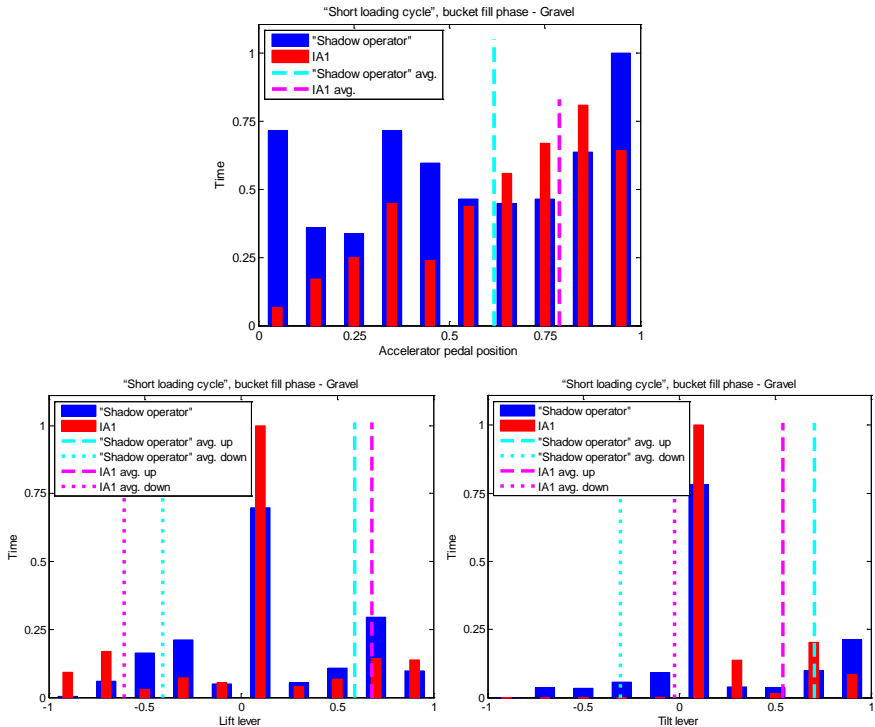 “Short loading cycle”, bucket fill phase - Gravel
"Shadow operator"
IA1
"Shadow operator" avg.
IA1 avg.
1
0.75
0.5
0.25
0
Time
0 0.25 0.5 0.75 1
Accelerator pedal position
“Short loading cycle”, bucket fill phase - Gravel
"Shadow operator"
IA1
"Shadow operator" avg. up
"Shadow operator" avg. down
IA1 avg. up
IA1 avg. down
1
0.75
0.5
0.25
0
Time
-1 -0.5 0 0.5 1
Lift lever
“Short loading cycle”, bucket fill phase - Gravel
"Shadow operator"
IA1
"Shadow operator" avg. up
"Shadow operator" avg. down
IA1 avg. up
IA1 avg. down
1
0.75
0.5
0.25
0
Time
-1 -0.5 0 0.5 1
Tilt lever